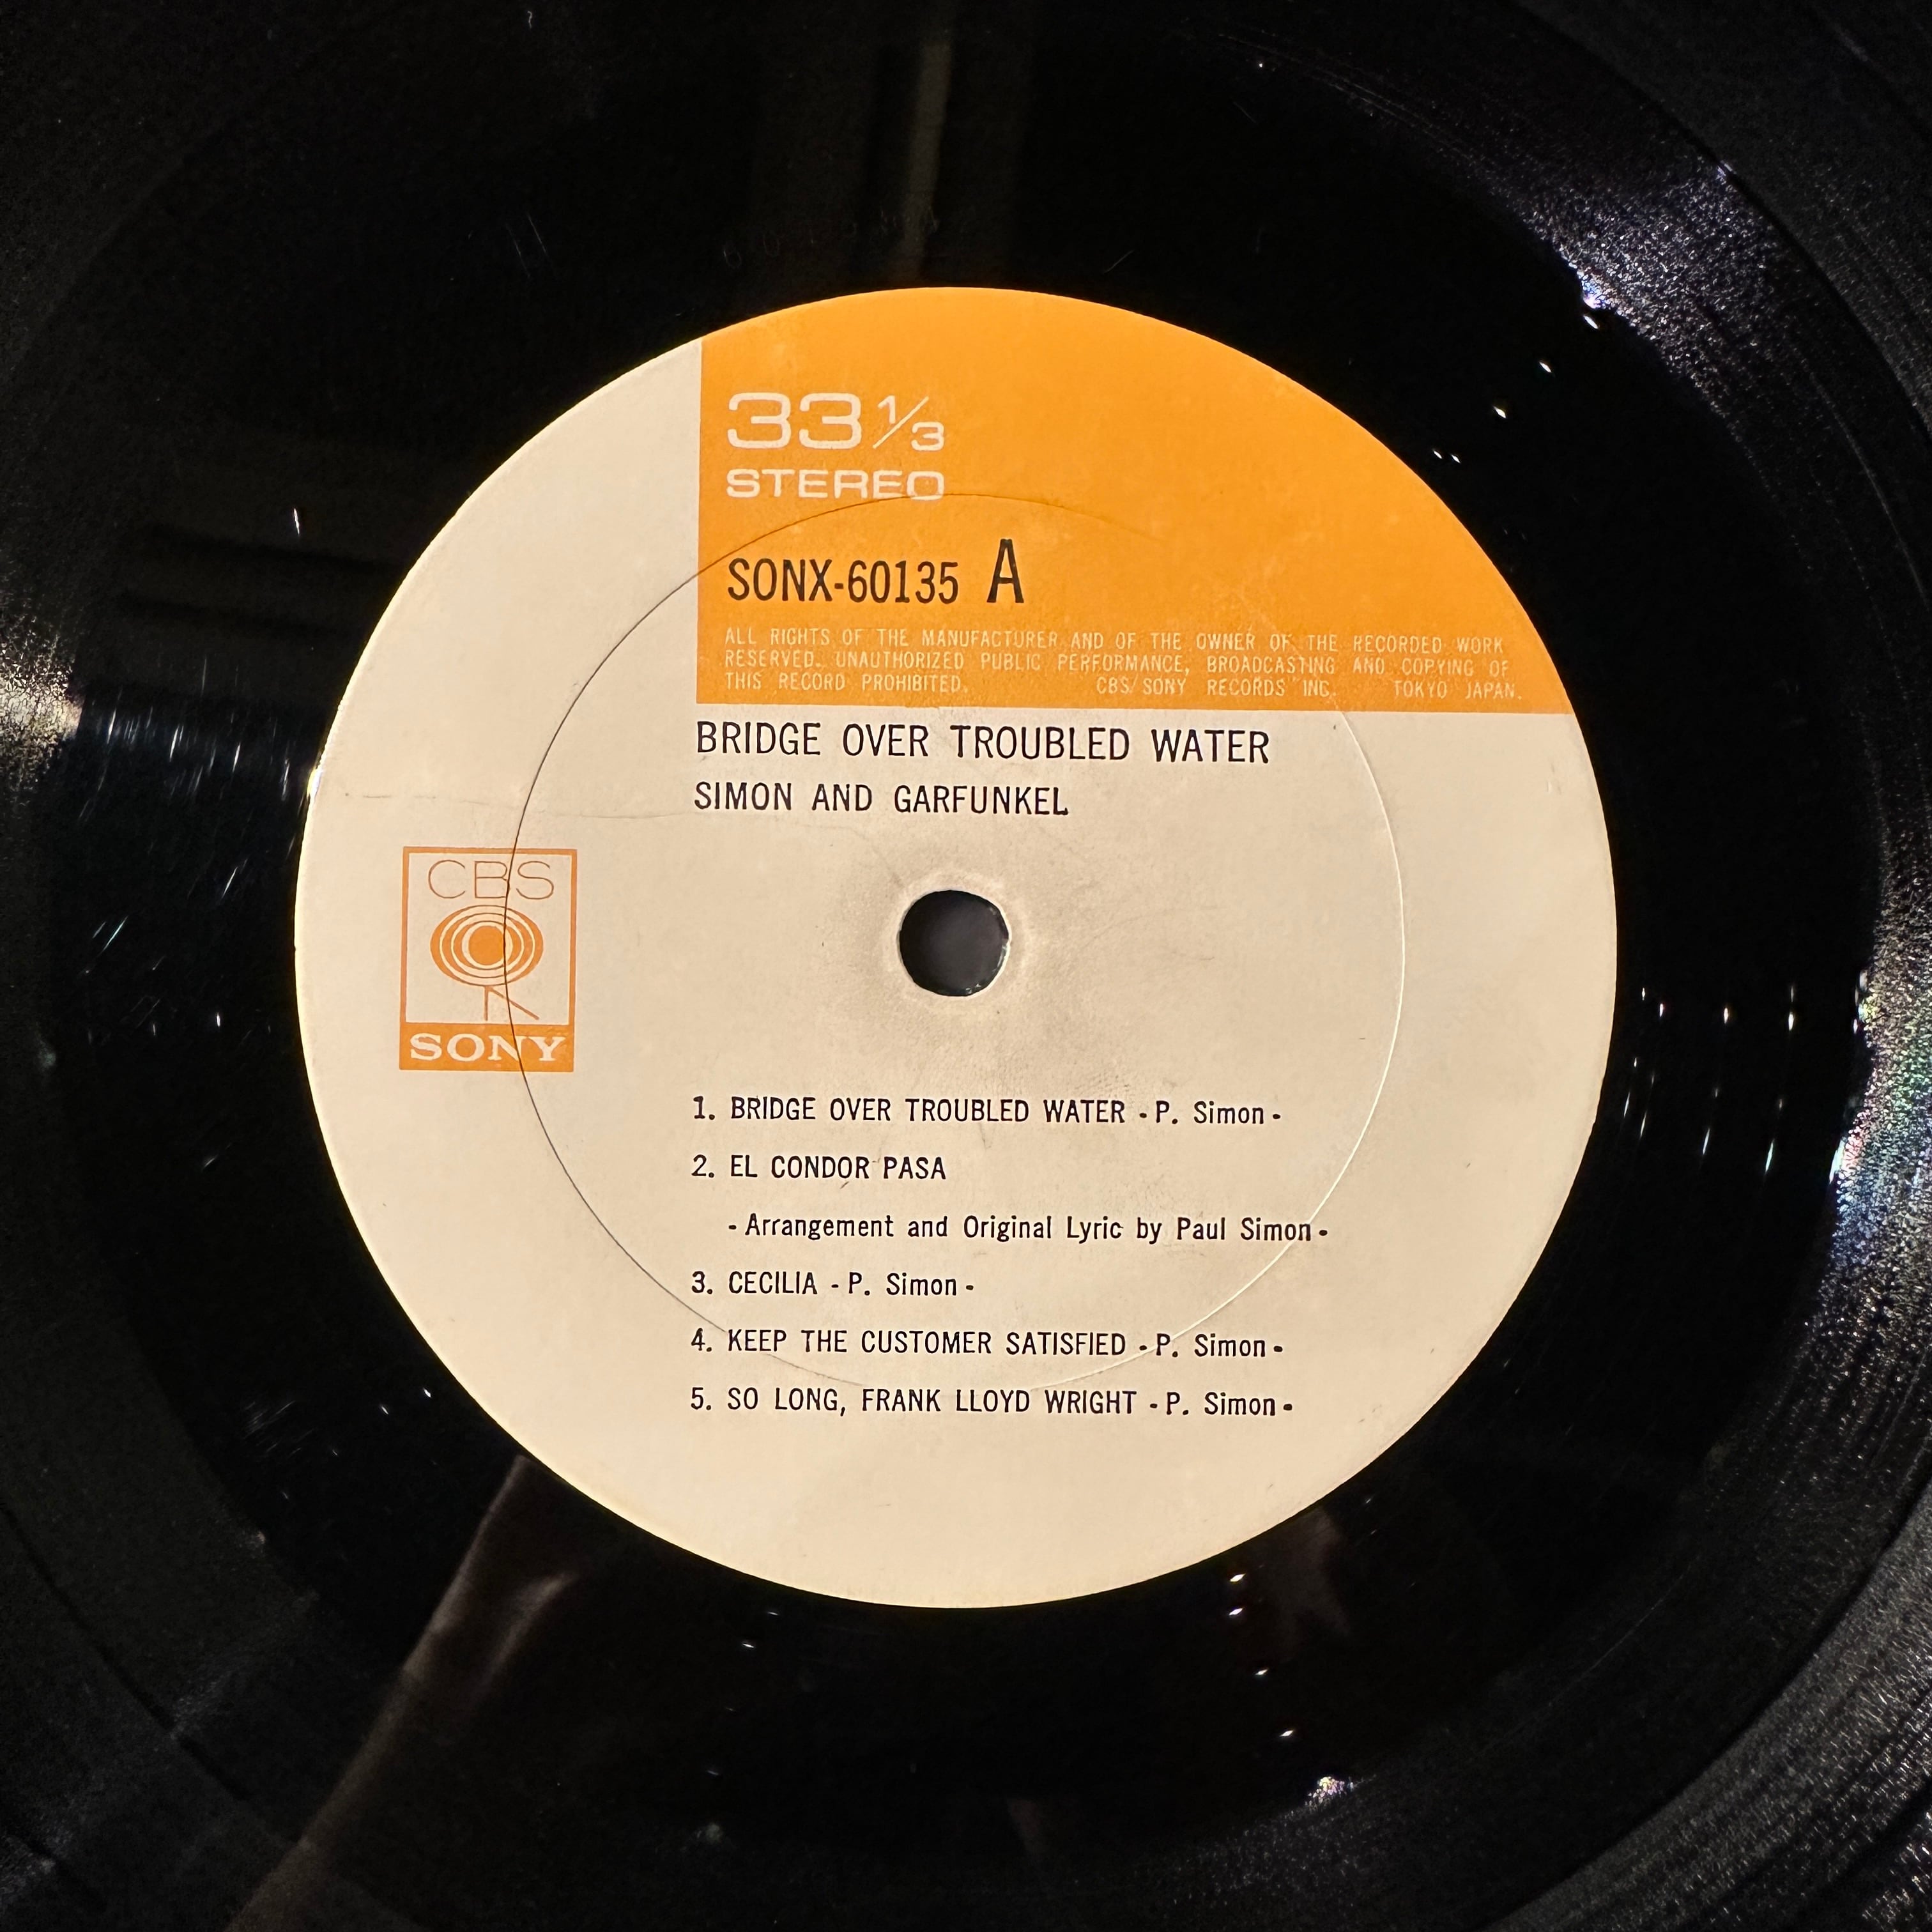 33 1/3
STEREO
SONX-60135 A
ALL RIGHTS OF THE MANUFACTURER AND OF THE OWNER OF THE RECORDED WORK
RESERVED. UNAUTHORIZED PUBLIC PERFORMANCE, BROADCASTING AND COPYING OF
THIS RECORD PROHIBITED. CBS/SONY RECORDS INC. TOKYO JAPAN.
BRIDGE OVER TROUBLED WATER
SIMON AND GARFUNKEL
CBS
SONY
1. BRIDGE OVER TROUBLED WATER - P. Simon -
2. EL CONDOR PASA
- Arrangement and Original Lyric by Paul Simon -
3. CECILIA - P. Simon -
4. KEEP THE CUSTOMER SATISFIED - P. Simon -
5. SO LONG, FRANK LLOYD WRIGHT - P. Simon -